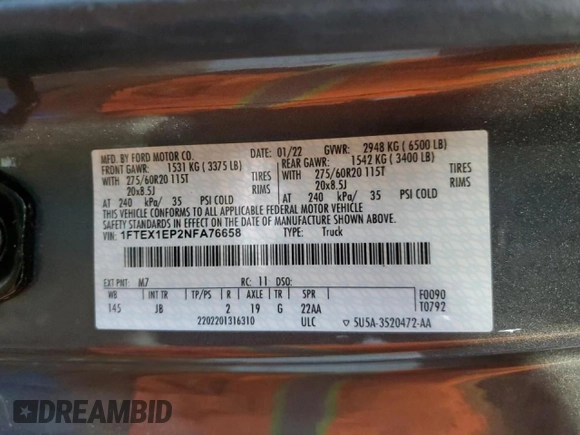 MFD. BY FORD MOTOR CO.
DATE: 01/22 GVWR: 2948 KG ( 6500 LB)
FRONT GAWR: 1531 KG ( 3375 LB)
REAR GAWR: 1542 KG ( 3400 LB)
WITH 275/60R20 115T TIRES
WITH 275/60R20 115T TIRES
20x8.5J RIMS
20x8.5J RIMS
AT 240 kPa/ 35 PSI COLD
AT 240 kPa/ 35 PSI COLD
THIS VEHICLE CONFORMS TO ALL APPLICABLE FEDERAL MOTOR VEHICLE
SAFETY STANDARDS IN EFFECT ON THE DATE OF MANUFACTURE SHOWN ABOVE.
VIN: 1FTEX1EP2NFA76658 TYPE: Truck
EXT PNT: M7 RC: 11 DSO: F0090
WB INT TR TP/PS R AXLE TR SPR T0792
145 JB 2 19 G 22AA
2202201316310 ULC 5U5A-3520472-AA
DREAMBID